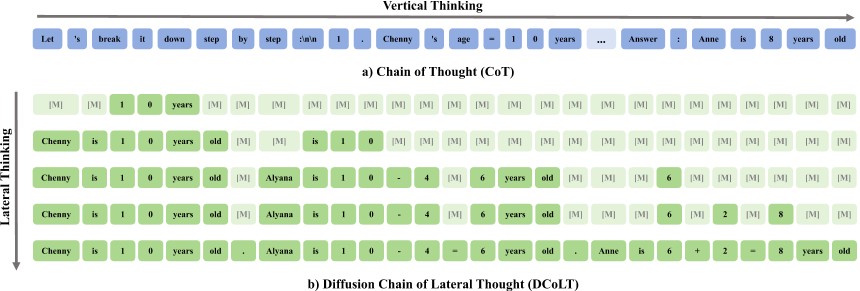 Vertical Thinking
Let 's break it down step by step :\n\n 1 . Chenny 's age = 1 0 years ... Answer : Anne is 8 years old
a) Chain of Thought (CoT)
Lateral Thinking
[M] [M] 1 0 years [M] [M] [M] [M] [M] [M] [M] [M] [M] [M] [M] [M] [M] [M] [M] [M] [M] [M] [M] [M] [M] [M]
Chenny is 1 0 years old [M] [M] is 1 0 [M] [M] [M] [M] [M] [M] [M] [M] [M] [M] [M] [M] [M] [M] [M] [M]
Chenny is 1 0 years old [M] Alyana is 1 0 - 4 [M] 6 years old [M] [M] [M] 6 [M] [M] [M] [M] [M] [M]
Chenny is 1 0 years old [M] Alyana is 1 0 - 4 [M] 6 years old [M] [M] [M] 6 [M] 2 [M] 8 [M] [M]
Chenny is 1 0 years old . Alyana is 1 0 - 4 = 6 years old . Anne is 6 + 2 = 8 years old
b) Diffusion Chain of Lateral Thought (DCoLT)